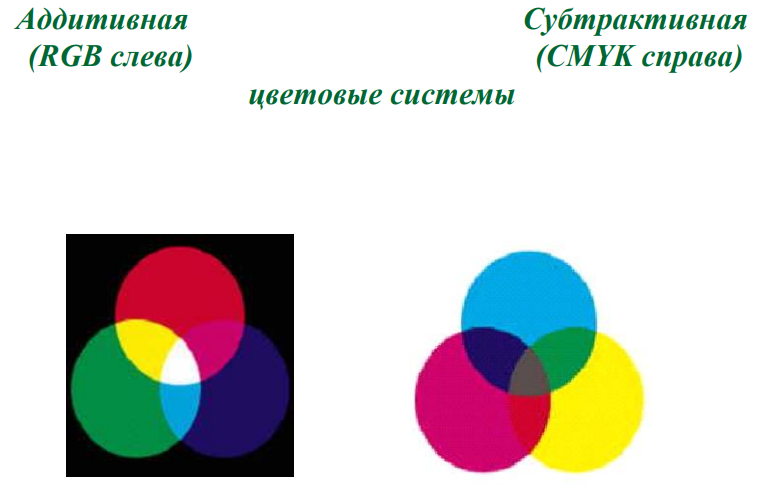 Аддитивная Субтрактивная
(RGB слева) (CMYK справа)
цветовые системы